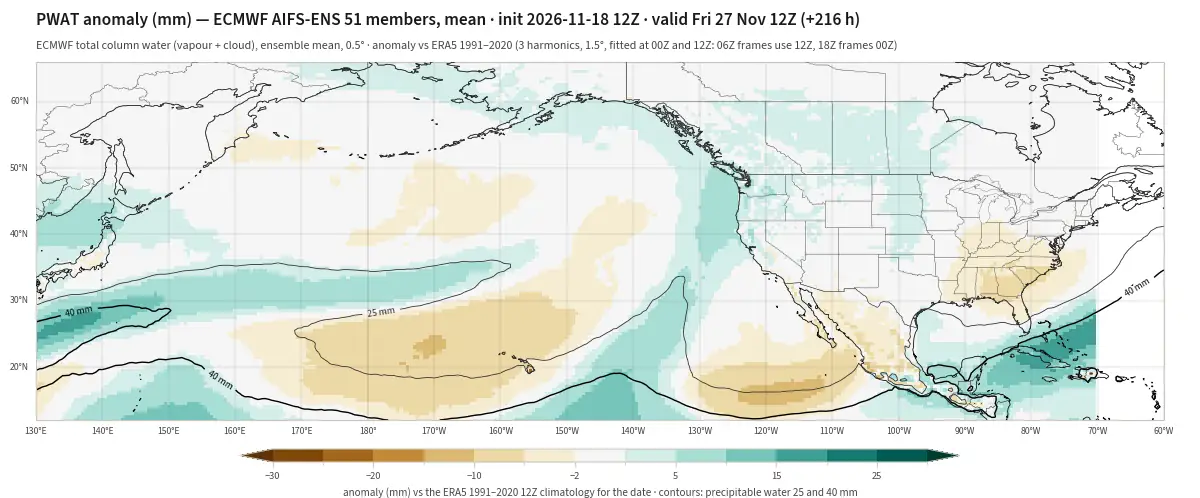 PWAT anomaly (mm) — ECMWF AIFS-ENS 51 members, mean · init 2026-11-18 12Z · valid Fri 27 Nov 12Z (+216 h)
ECMWF total column water (vapour + cloud), ensemble mean, 0.5° · anomaly vs ERA5 1991–2020 (3 harmonics, 1.5°, fitted at 00Z and 12Z: 06Z frames use 12Z, 18Z frames 00Z)
60°N
50°N
40°N
30°N
20°N
40 mm
25 mm
40 mm
40 mm
130°E 140°E 150°E 160°E 170°E 180° 170°W 160°W 150°W 140°W 130°W 120°W 110°W 100°W 90°W 80°W 70°W 60°W
−30 −20 −10 −2 5 15 25
anomaly (mm) vs the ERA5 1991–2020 12Z climatology for the date · contours: precipitable water 25 and 40 mm